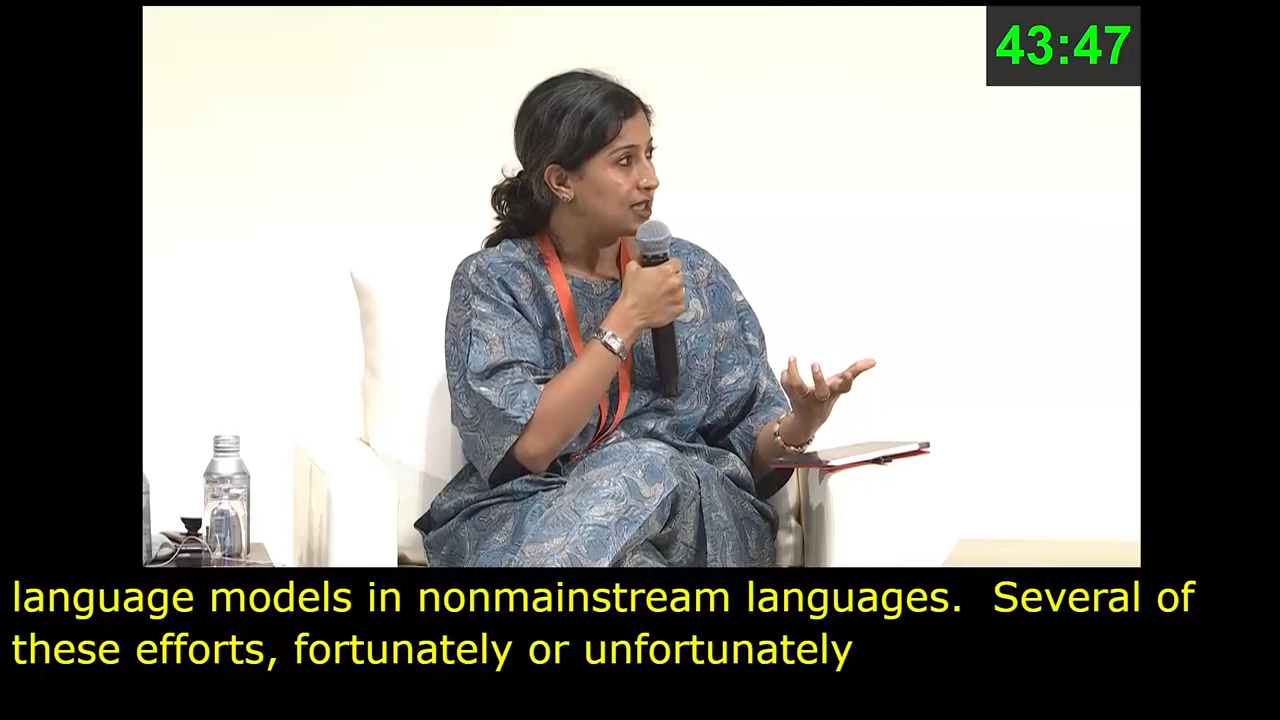 43:47
language models in nonmainstream languages.  Several of
these efforts, fortunately or unfortunately